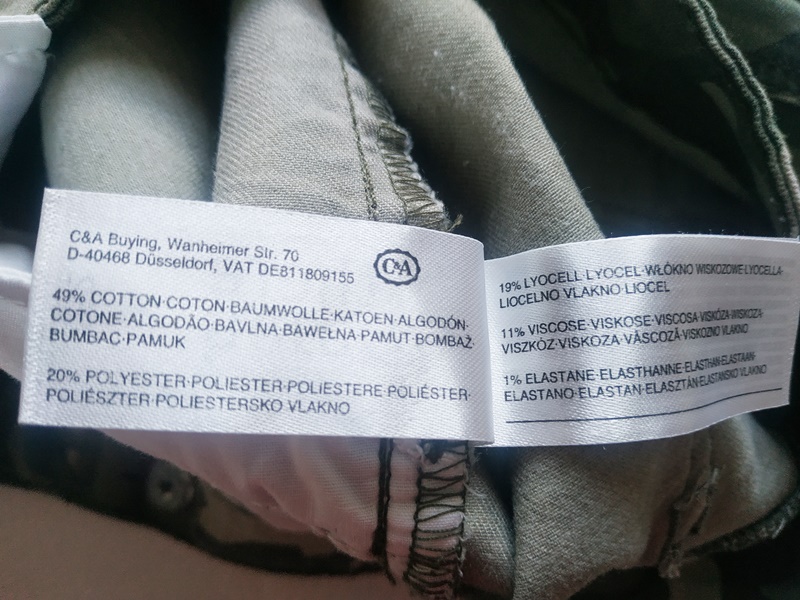 C&A Buying, Wanheimer Str. 70
D-40468 Düsseldorf, VAT DE811809155
C&A
49% COTTON·COTON·BAUMWOLLE·KATOEN·ALGODÓN·
COTONE·ALGODÃO·BAVLNA·BAWEŁNA·PAMUT·BOMBAŽ·
BUMBAC·PAMUK
20% POLYESTER·POLIESTER·POLIESTERE·POLIÉSTER·
POLIÉSZTER·POLIESTERSKO VLAKNO
19% LYOCELL·LYOCEL·WŁÓKNO WISKOZOWE·LYOCELLA·
LIOCELNO VLAKNO LIOCEL
11% VISCOSE·VISKOSE·VISCOSA·VISKÓZA·WISKOZA·
VISZKÓZ·VISKOZA·VÂSCOZĂ·VISKOZNO VLAKNO
1% ELASTANE·ELASTHANNE·ELASTHAN·ELASTAAN·
ELASTANO·ELASTAN·ELASZTÁN·ELASTANSKO VLAKNO